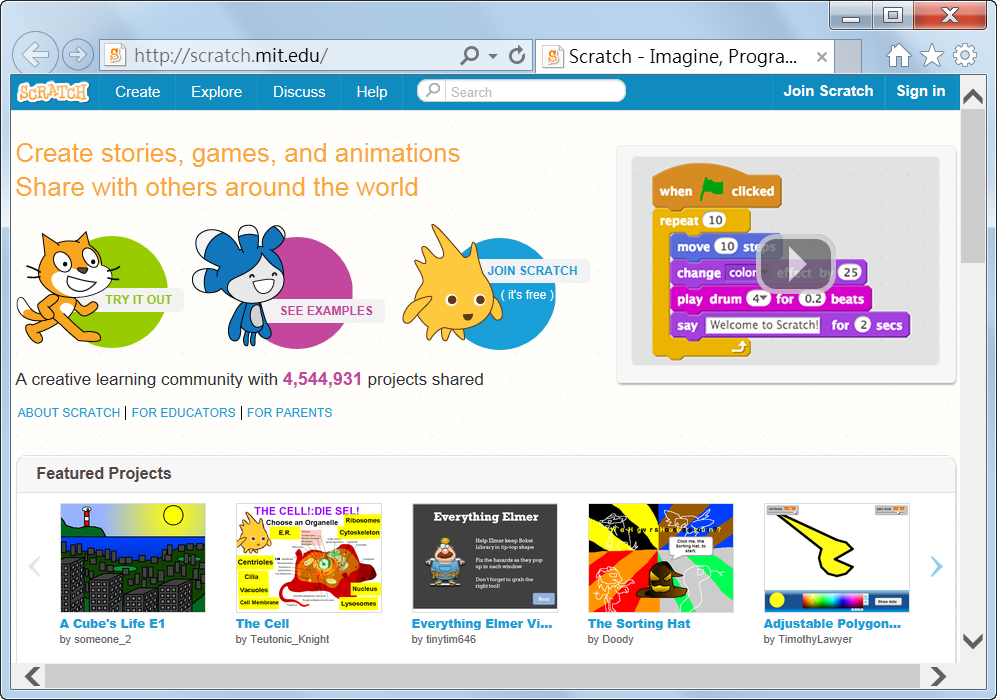 http://scratch.mit.edu/
Scratch - Imagine, Progra...
SCRATCH
Create
Explore
Discuss
Help
Search
Join Scratch
Sign in
Create stories, games, and animations
Share with others around the world
TRY IT OUT
SEE EXAMPLES
JOIN SCRATCH
( it's free )
when clicked
repeat 10
move 10 steps
change color effect by 25
play drum 4 for 0.2 beats
say Welcome to Scratch! for 2 secs
A creative learning community with 4,544,931 projects shared
ABOUT SCRATCH | FOR EDUCATORS | FOR PARENTS
Featured Projects
THE CELL!:DIE SEL!
Choose an Organelle
Ribosomes
E.R.
Cytoskeleton
Centrioles
Cilia
Vacuoles
Nucleus
Cell Membrane
Lysosomes
Everything Elmer
Help Elmer keep Bobst
library in tip-top shape
Fix the hazards as they pop
up in each window
Don't forget to grab the
right tool!
Next
Click me, the
Sorting Hat, to
start.
Show dots
A Cube's Life E1
by someone_2
The Cell
by Teutonic_Knight
Everything Elmer Vi...
by tinytim646
The Sorting Hat
by Doody
Adjustable Polygon...
by TimothyLawyer